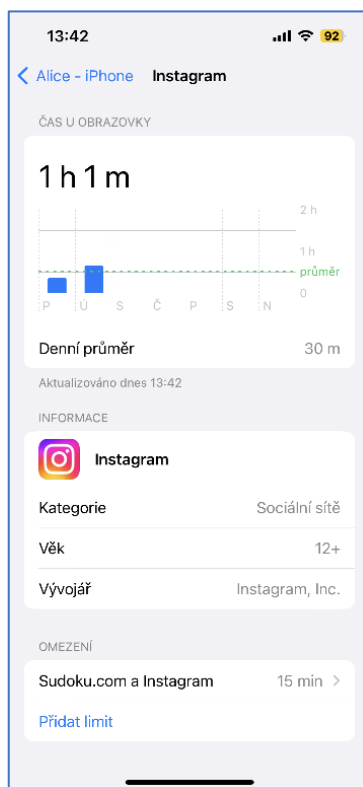 13:42 92
Alice - iPhone Instagram
ČAS U OBRAZOVKY
1 h 1 m
2 h
1 h
průměr
0
P Ú S Č P S N
Denní průměr 30 m
Aktualizováno dnes 13:42
INFORMACE
Instagram
Kategorie Sociální sítě
Věk 12+
Vývojář Instagram, Inc.
OMEZENÍ
Sudoku.com a Instagram 15 min
Přidat limit